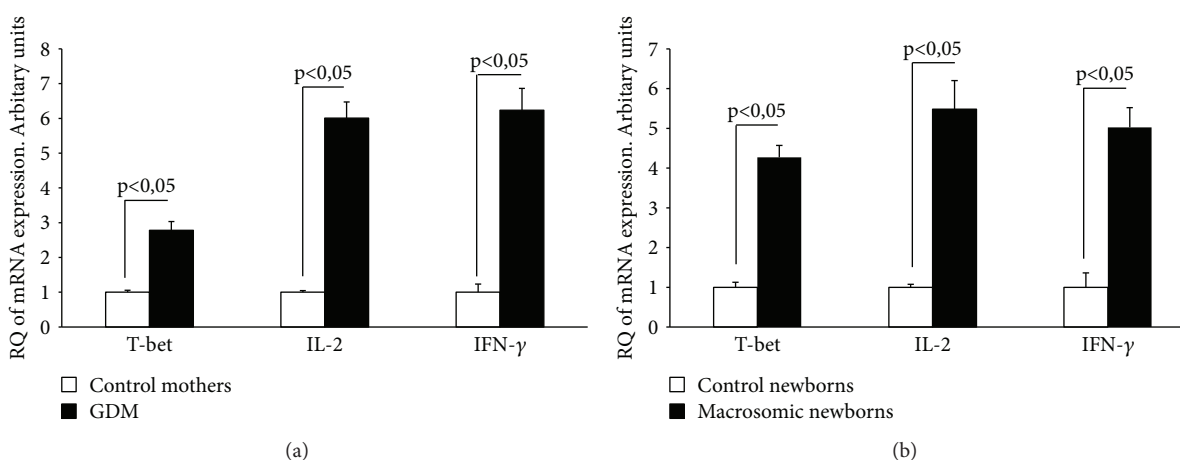 RQ of mRNA expression. Arbitary units
8
7
6
5
4
3
2
1
0
p<0,05
p<0,05
p<0,05
T-bet IL-2 IFN-γ
Control mothers
GDM
(a)
RQ of mRNA expression. Arbitary units
7
6
5
4
3
2
1
0
p<0,05
p<0,05
p<0,05
T-bet IL-2 IFN-γ
Control newborns
Macrosomic newborns
(b)